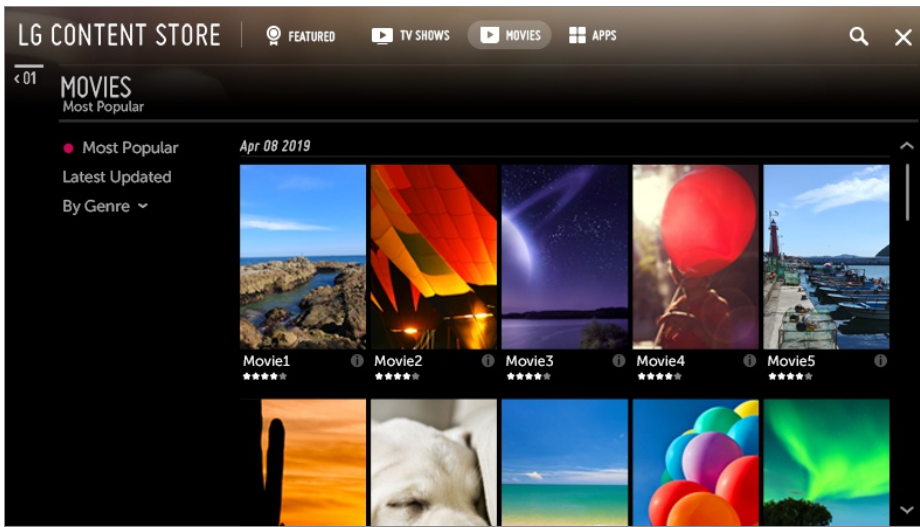 LG CONTENT STORE
FEATURED
TV SHOWS
MOVIES
APPS
‹01
MOVIES
Most Popular
Most Popular
Latest Updated
By Genre
Apr 08 2019
Movie1
Movie2
Movie3
Movie4
Movie5